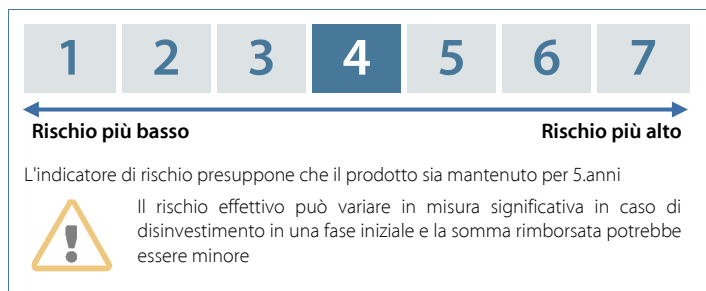 1 2 3 4 5 6 7
Rischio più basso Rischio più alto
L'indicatore di rischio presuppone che il prodotto sia mantenuto per 5.anni
Il rischio effettivo può variare in misura significativa in caso di
disinvestimento in una fase iniziale e la somma rimborsata potrebbe
essere minore